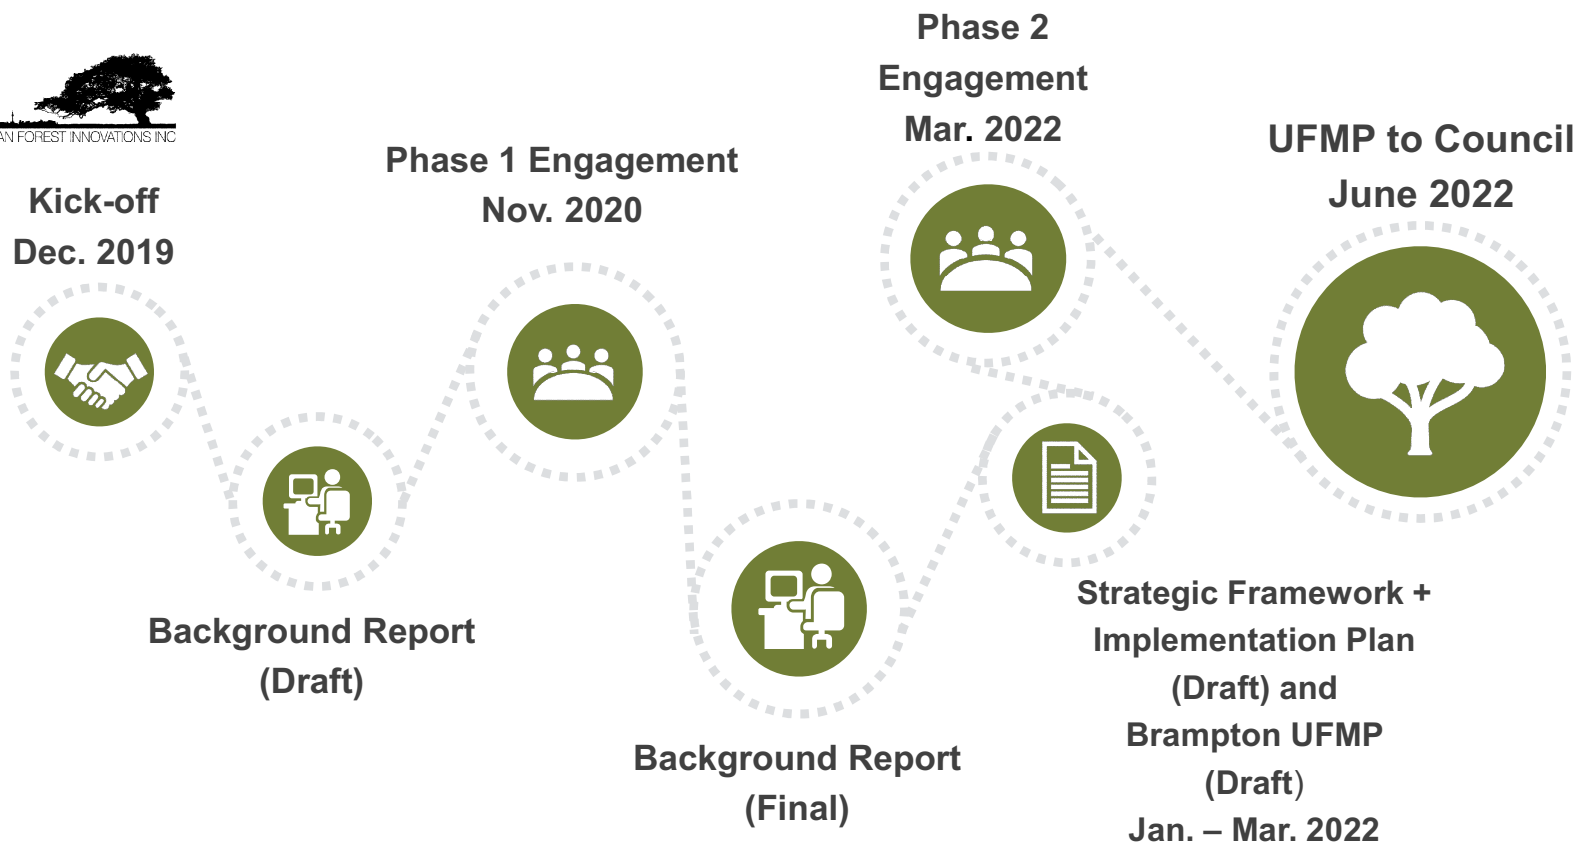 AN FOREST INNOVATIONS INC
Kick-off
Dec. 2019
Background Report
(Draft)
Phase 1 Engagement
Nov. 2020
Background Report
(Final)
Strategic Framework +
Implementation Plan
(Draft) and
Brampton UFMP
(Draft)
Jan. – Mar. 2022
Phase 2
Engagement
Mar. 2022
UFMP to Council
June 2022